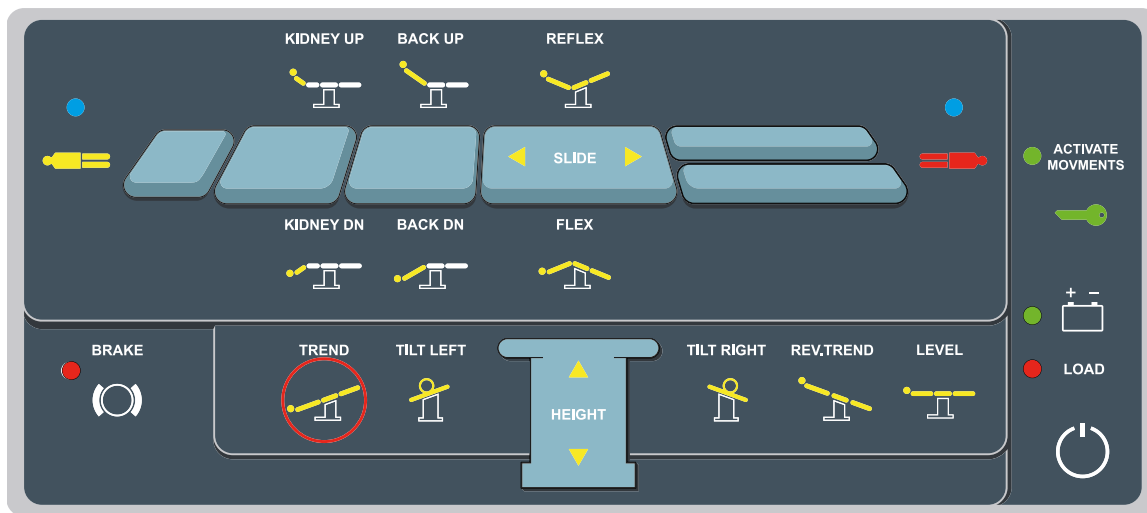 KIDNEY UP
BACK UP
REFLEX
SLIDE
ACTIVATE
MOVMENTS
KIDNEY DN
BACK DN
FLEX
+ −
BRAKE
TREND
TILT LEFT
HEIGHT
TILT RIGHT
REV.TREND
LEVEL
LOAD